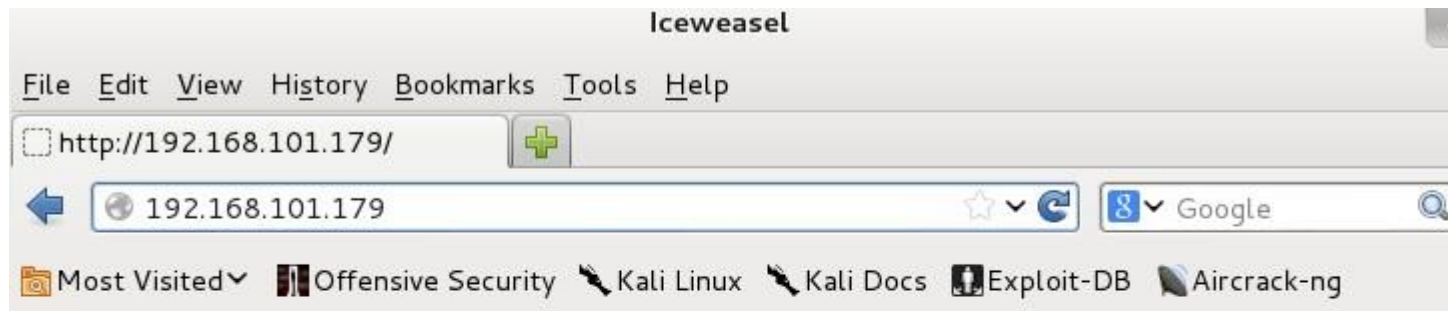 Iceweasel
File Edit View History Bookmarks Tools Help
http://192.168.101.179/
192.168.101.179 8 Google
Most Visited Offensive Security Kali Linux Kali Docs Exploit-DB Aircrack-ng